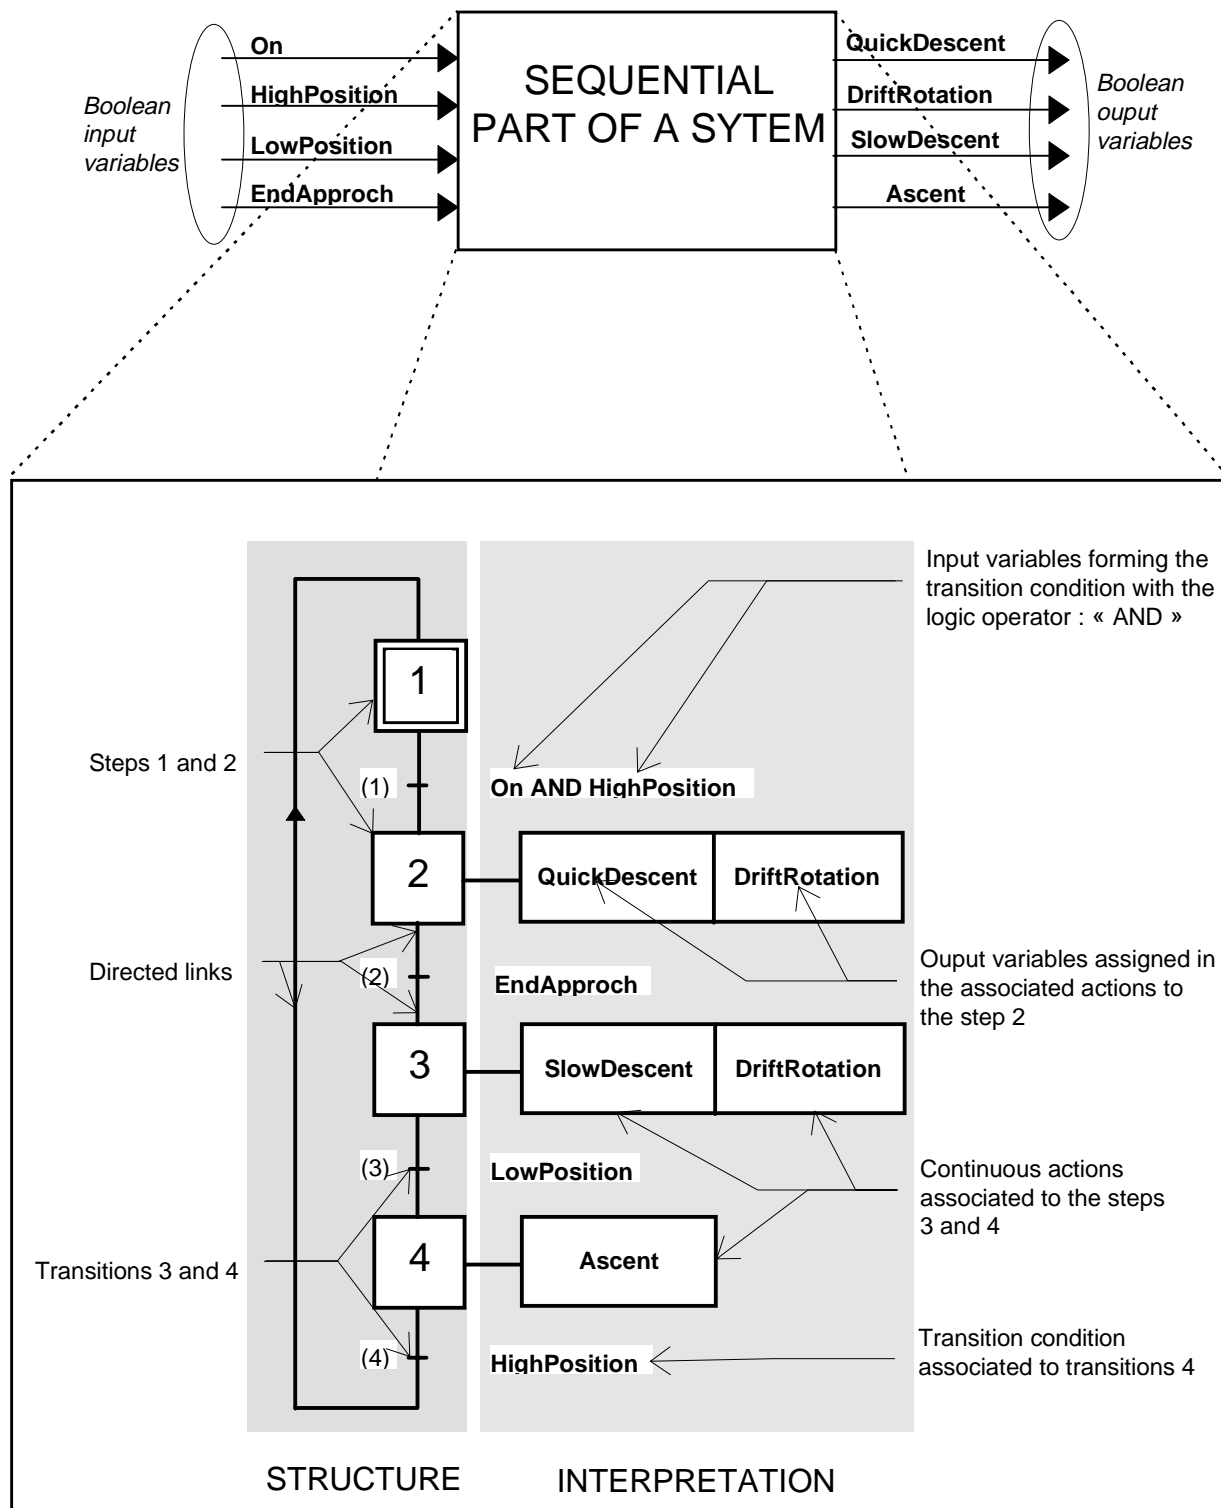 On
HighPosition
LowPosition
EndApproch
Boolean
input
variables
SEQUENTIAL
PART OF A SYTEM
QuickDescent
DriftRotation
SlowDescent
Ascent
Boolean
ouput
variables
Input variables forming the
transition condition with the
logic operator : « AND »
1
Steps 1 and 2
(1)
On AND HighPosition
2
QuickDescent
DriftRotation
Directed links
(2)
EndApproch
Ouput variables assigned in
the associated actions to
the step 2
3
SlowDescent
DriftRotation
(3)
LowPosition
Continuous actions
associated to the steps
3 and 4
Transitions 3 and 4
4
Ascent
(4)
HighPosition
Transition condition
associated to transitions 4
STRUCTURE
INTERPRETATION